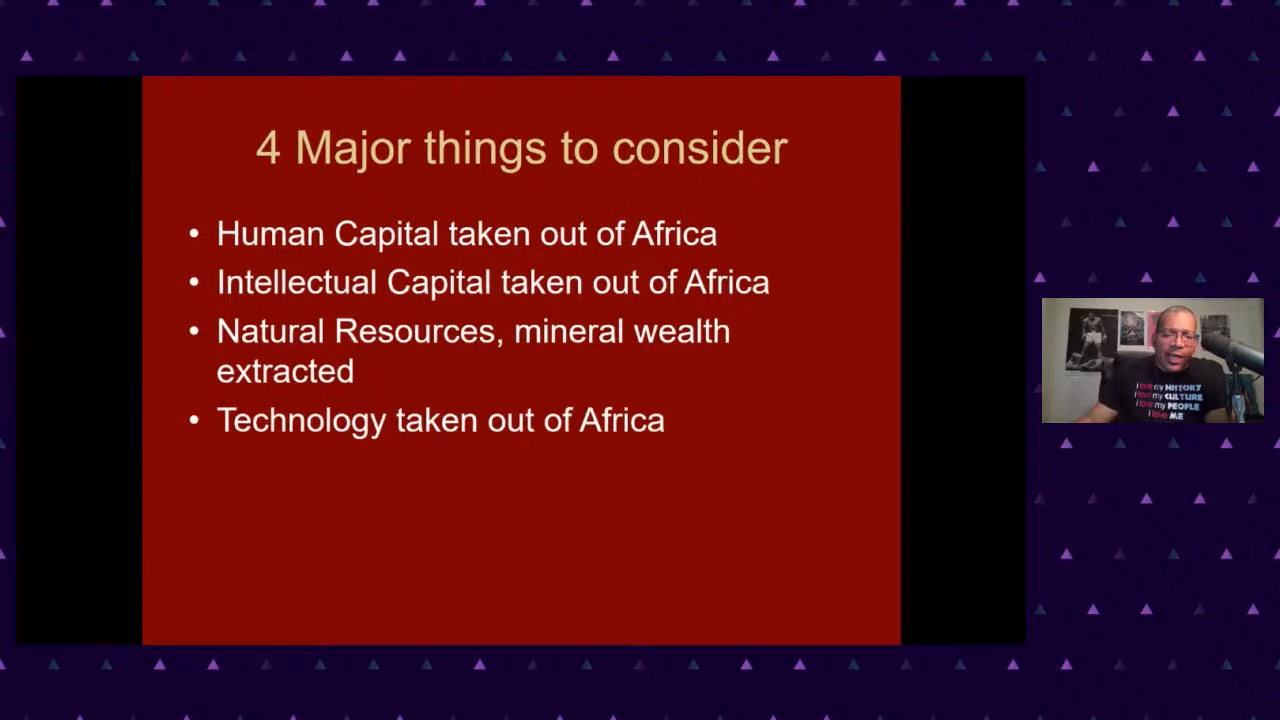 4 Major things to consider
• Human Capital taken out of Africa
• Intellectual Capital taken out of Africa
• Natural Resources, mineral wealth
extracted
• Technology taken out of Africa
i love my HISTORY
i love my CULTURE
i love my PEOPLE
i love ME